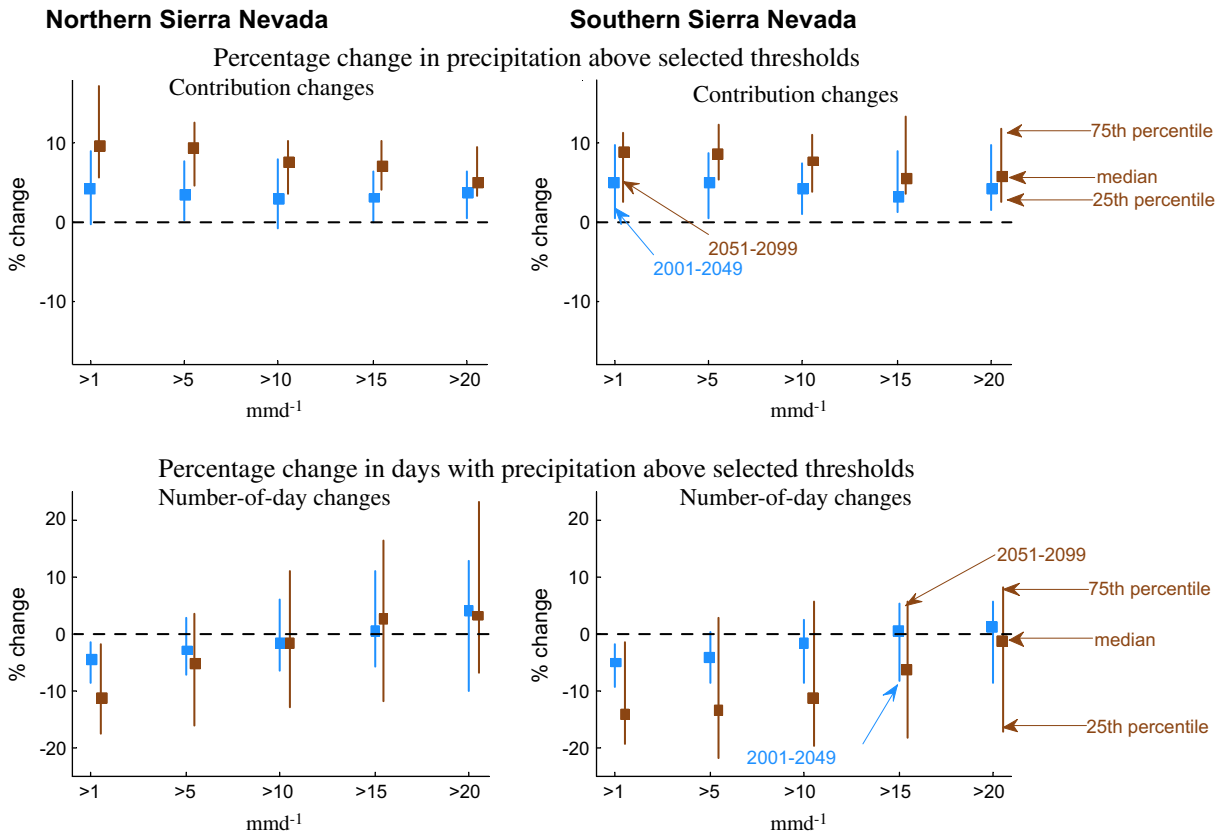 Northern Sierra Nevada
Southern Sierra Nevada
Percentage change in precipitation above selected thresholds
Contribution changes
Contribution changes
% change
10
0
-10
>1 >5 >10 >15 >20
mmd-1
% change
10
0
-10
>1 >5 >10 >15 >20
mmd-1
75th percentile
median
25th percentile
2051-2099
2001-2049
Percentage change in days with precipitation above selected thresholds
Number-of-day changes
Number-of-day changes
% change
20
10
0
-10
-20
>1 >5 >10 >15 >20
mmd-1
% change
20
10
0
-10
-20
>1 >5 >10 >15 >20
mmd-1
2051-2099
75th percentile
median
25th percentile
2001-2049